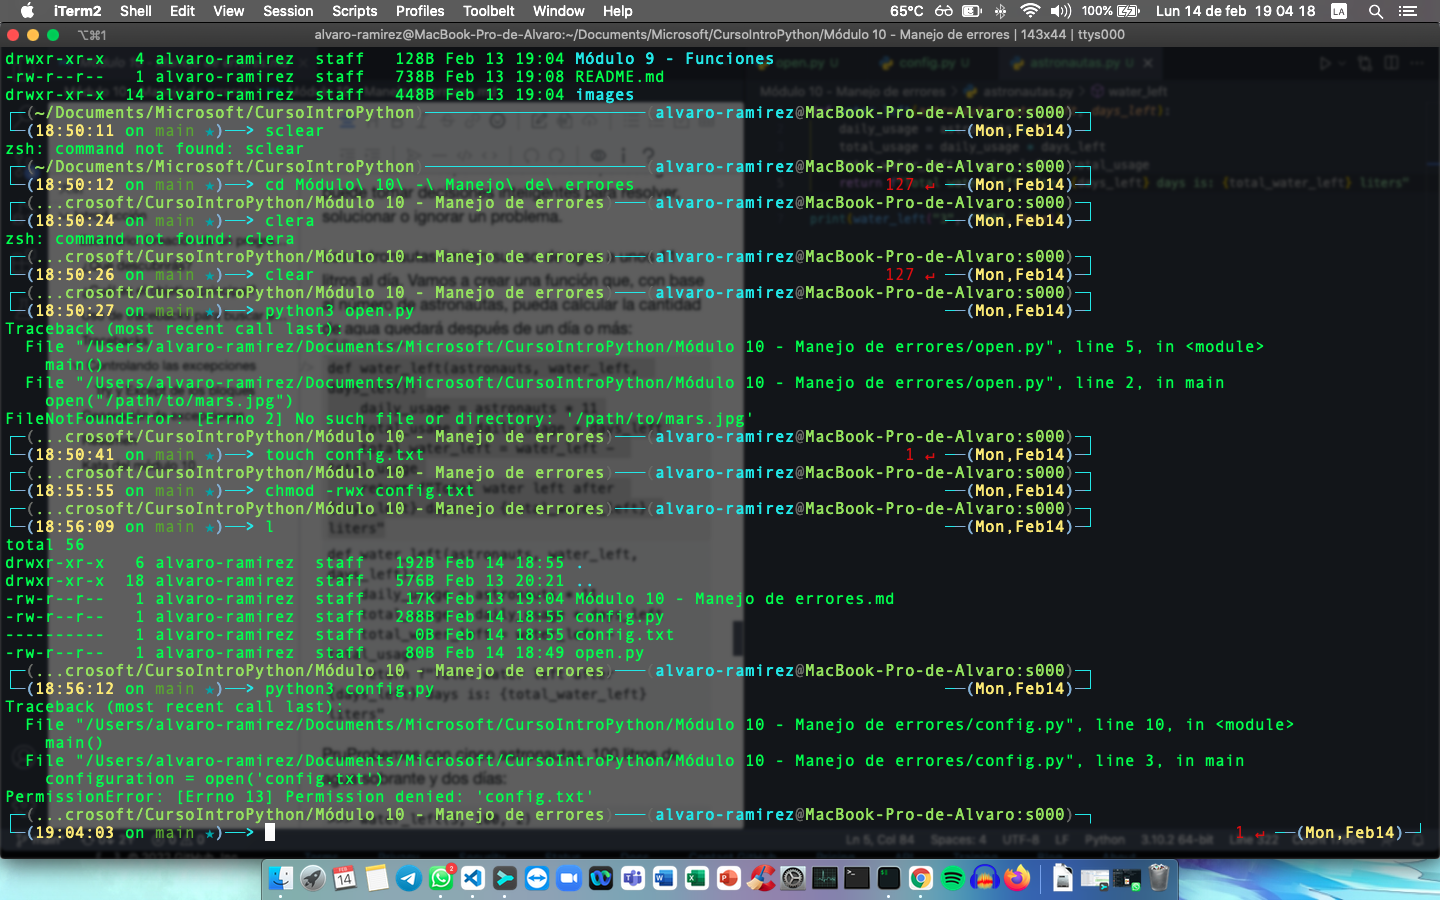 iTerm2 Shell Edit View Session Scripts Profiles Toolbelt Window Help 65°C 100% Lun 14 de feb 19 04 18 LA
⌥⌘1 alvaro-ramirez@MacBook-Pro-de-Alvaro:~/Documents/Microsoft/CursoIntroPython/Módulo 10 - Manejo de errores | 143x44 | ttys000
drwxr-xr-x 4 alvaro-ramirez staff 128B Feb 13 19:04 Módulo 9 - Funciones
-rw-r--r-- 1 alvaro-ramirez staff 738B Feb 13 19:08 README.md
drwxr-xr-x 14 alvaro-ramirez staff 448B Feb 13 19:04 images
(~/Documents/Microsoft/CursoIntroPython) (alvaro-ramirez@MacBook-Pro-de-Alvaro:s000)
(18:50:11 on main ★)──> sclear (Mon,Feb14)
zsh: command not found: sclear
(~/Documents/Microsoft/CursoIntroPython) (alvaro-ramirez@MacBook-Pro-de-Alvaro:s000)
(18:50:12 on main ★)──> cd Módulo\ 10\ -\ Manejo\ de\ errores 127 ↵ (Mon,Feb14)
(...crosoft/CursoIntroPython/Módulo 10 - Manejo de errores) (alvaro-ramirez@MacBook-Pro-de-Alvaro:s000)
(18:50:24 on main ★)──> clera (Mon,Feb14)
zsh: command not found: clera
(...crosoft/CursoIntroPython/Módulo 10 - Manejo de errores) (alvaro-ramirez@MacBook-Pro-de-Alvaro:s000)
(18:50:26 on main ★)──> clear 127 ↵ (Mon,Feb14)
(...crosoft/CursoIntroPython/Módulo 10 - Manejo de errores) (alvaro-ramirez@MacBook-Pro-de-Alvaro:s000)
(18:50:27 on main ★)──> python3 open.py (Mon,Feb14)
Traceback (most recent call last):
File "/Users/alvaro-ramirez/Documents/Microsoft/CursoIntroPython/Módulo 10 - Manejo de errores/open.py", line 5, in <module>
main()
File "/Users/alvaro-ramirez/Documents/Microsoft/CursoIntroPython/Módulo 10 - Manejo de errores/open.py", line 2, in main
open("/path/to/mars.jpg")
FileNotFoundError: [Errno 2] No such file or directory: '/path/to/mars.jpg'
(...crosoft/CursoIntroPython/Módulo 10 - Manejo de errores) (alvaro-ramirez@MacBook-Pro-de-Alvaro:s000)
(18:50:41 on main ★)──> touch config.txt 1 ↵ (Mon,Feb14)
(...crosoft/CursoIntroPython/Módulo 10 - Manejo de errores) (alvaro-ramirez@MacBook-Pro-de-Alvaro:s000)
(18:55:55 on main ★)──> chmod -rwx config.txt (Mon,Feb14)
(...crosoft/CursoIntroPython/Módulo 10 - Manejo de errores) (alvaro-ramirez@MacBook-Pro-de-Alvaro:s000)
(18:56:09 on main ★)──> l (Mon,Feb14)
total 56
drwxr-xr-x 6 alvaro-ramirez staff 192B Feb 14 18:55 .
drwxr-xr-x 18 alvaro-ramirez staff 576B Feb 13 20:21 ..
-rw-r--r-- 1 alvaro-ramirez staff 17K Feb 13 19:04 Módulo 10 - Manejo de errores.md
-rw-r--r-- 1 alvaro-ramirez staff 288B Feb 14 18:55 config.py
---------- 1 alvaro-ramirez staff 0B Feb 14 18:55 config.txt
-rw-r--r-- 1 alvaro-ramirez staff 80B Feb 14 18:49 open.py
(...crosoft/CursoIntroPython/Módulo 10 - Manejo de errores) (alvaro-ramirez@MacBook-Pro-de-Alvaro:s000)
(18:56:12 on main ★)──> python3 config.py (Mon,Feb14)
Traceback (most recent call last):
File "/Users/alvaro-ramirez/Documents/Microsoft/CursoIntroPython/Módulo 10 - Manejo de errores/config.py", line 10, in <module>
main()
File "/Users/alvaro-ramirez/Documents/Microsoft/CursoIntroPython/Módulo 10 - Manejo de errores/config.py", line 3, in main
configuration = open('config.txt')
PermissionError: [Errno 13] Permission denied: 'config.txt'
(...crosoft/CursoIntroPython/Módulo 10 - Manejo de errores) (alvaro-ramirez@MacBook-Pro-de-Alvaro:s000)
(19:04:03 on main ★)──> 1 ↵ (Mon,Feb14)